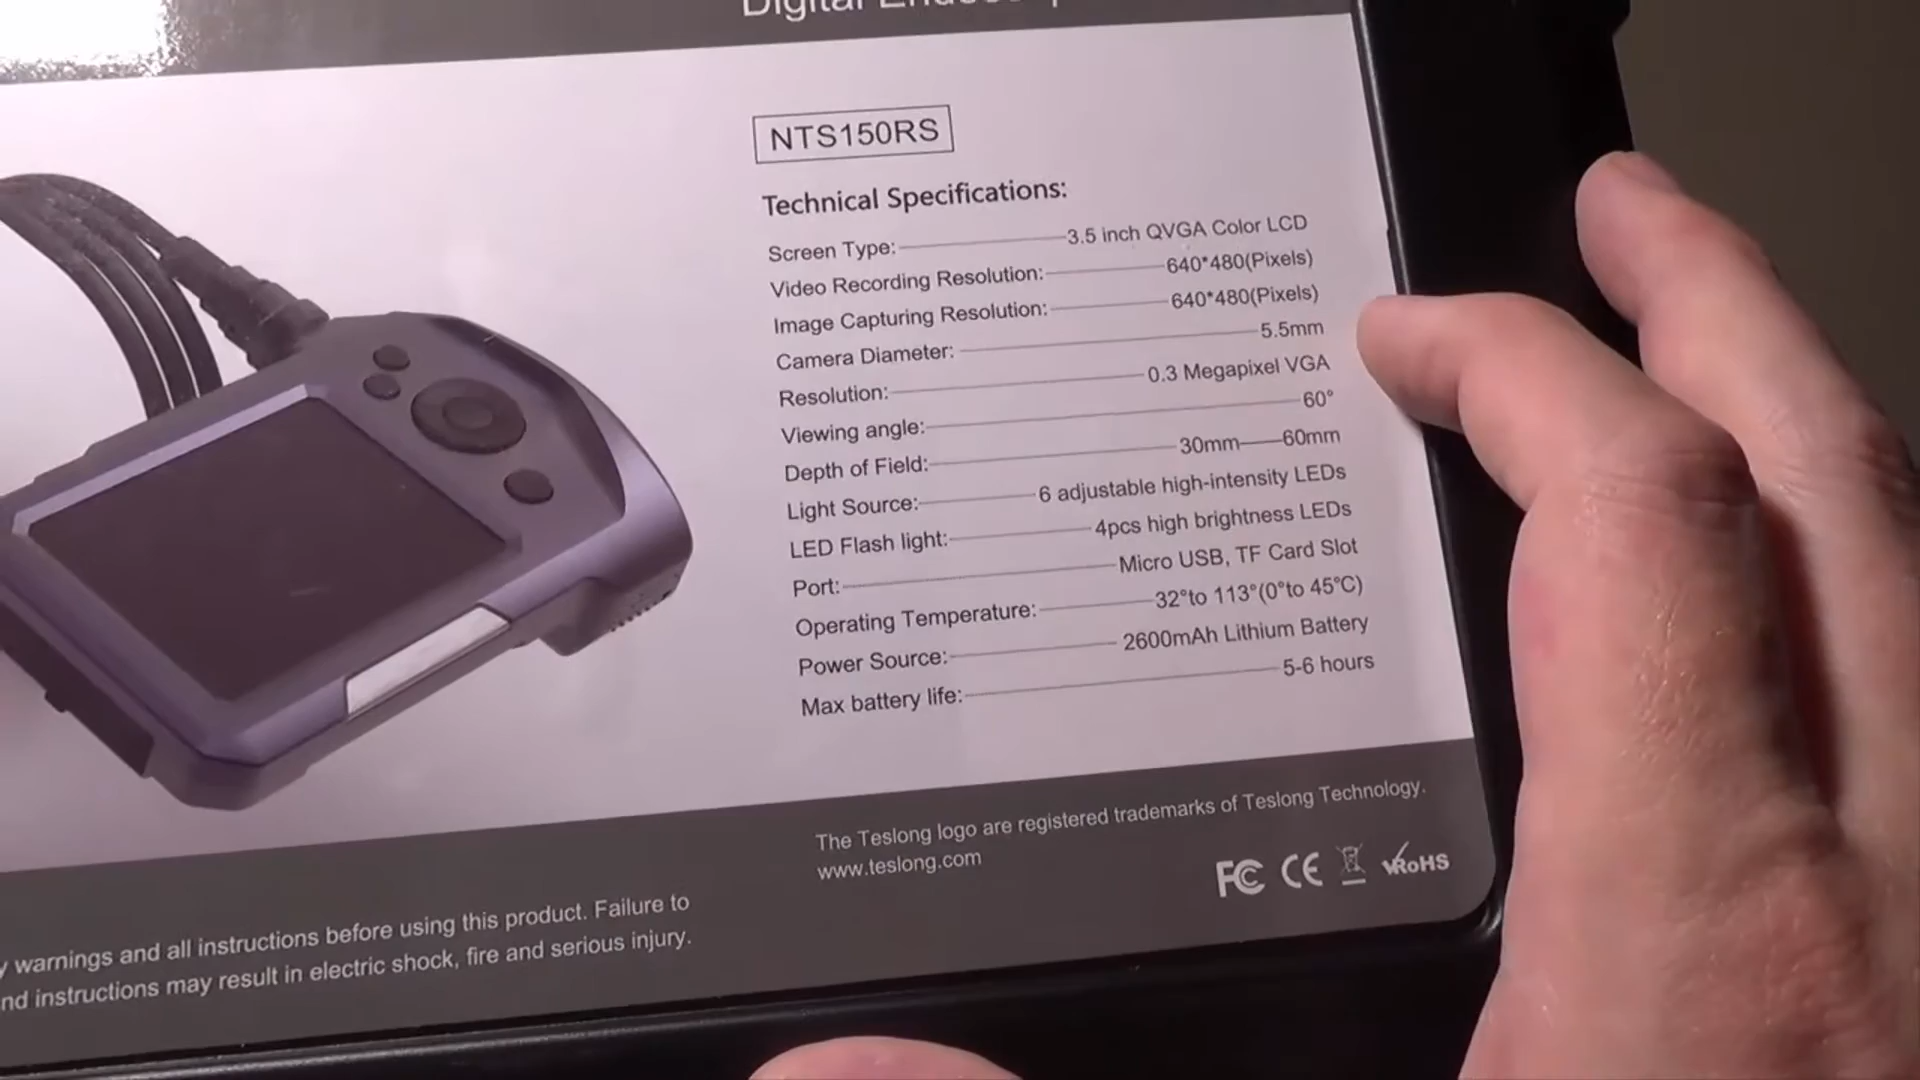 Digital
NTS150RS
Technical Specifications:
Screen Type: 3.5 inch QVGA Color LCD
Video Recording Resolution: 640*480(Pixels)
Image Capturing Resolution: 640*480(Pixels)
Camera Diameter: 5.5mm
Resolution: 0.3 Megapixel VGA
Viewing angle: 60°
Depth of Field: 30mm——60mm
Light Source: 6 adjustable high-intensity LEDs
LED Flash light: 4pcs high brightness LEDs
Port: Micro USB, TF Card Slot
Operating Temperature: 32°to 113°(0°to 45°C)
Power Source: 2600mAh Lithium Battery
Max battery life: 5-6 hours
The Teslong logo are registered trademarks of Teslong Technology.
www.teslong.com
FC CE RoHS
warnings and all instructions before using this product. Failure to
instructions may result in electric shock, fire and serious injury.